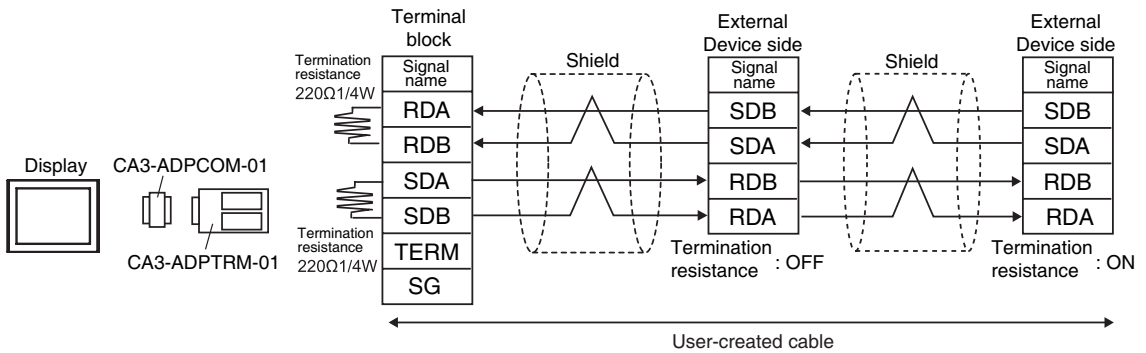 Display
CA3-ADPCOM-01
CA3-ADPTRM-01
Termination
resistance
220Ω1/4W
Termination
resistance
220Ω1/4W
Terminal
block
Signal
name
RDA
RDB
SDA
SDB
TERM
SG
Shield
External
Device side
Signal
name
SDB
SDA
RDB
RDA
Termination
resistance : OFF
Shield
External
Device side
Signal
name
SDB
SDA
RDB
RDA
Termination
resistance : ON
User-created cable